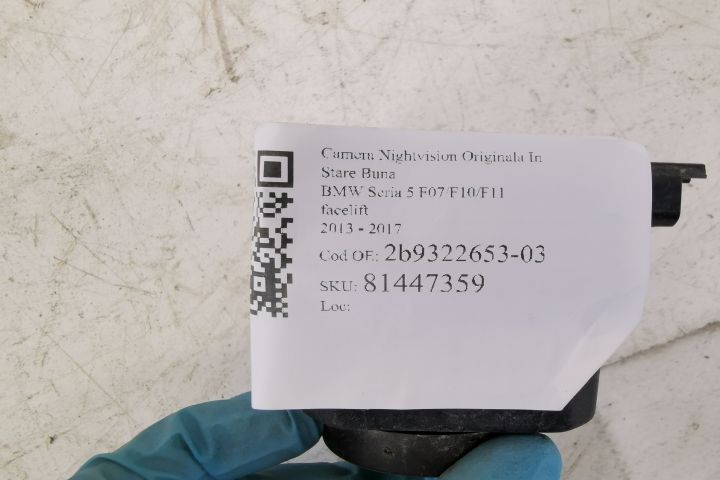 Camera Nightvision Originala In
Stare Buna
BMW Seria 5 F07/F10/F11
facelift
2013 - 2017
Cod OE: 2b9322653-03
SKU: 81447359
Loc: